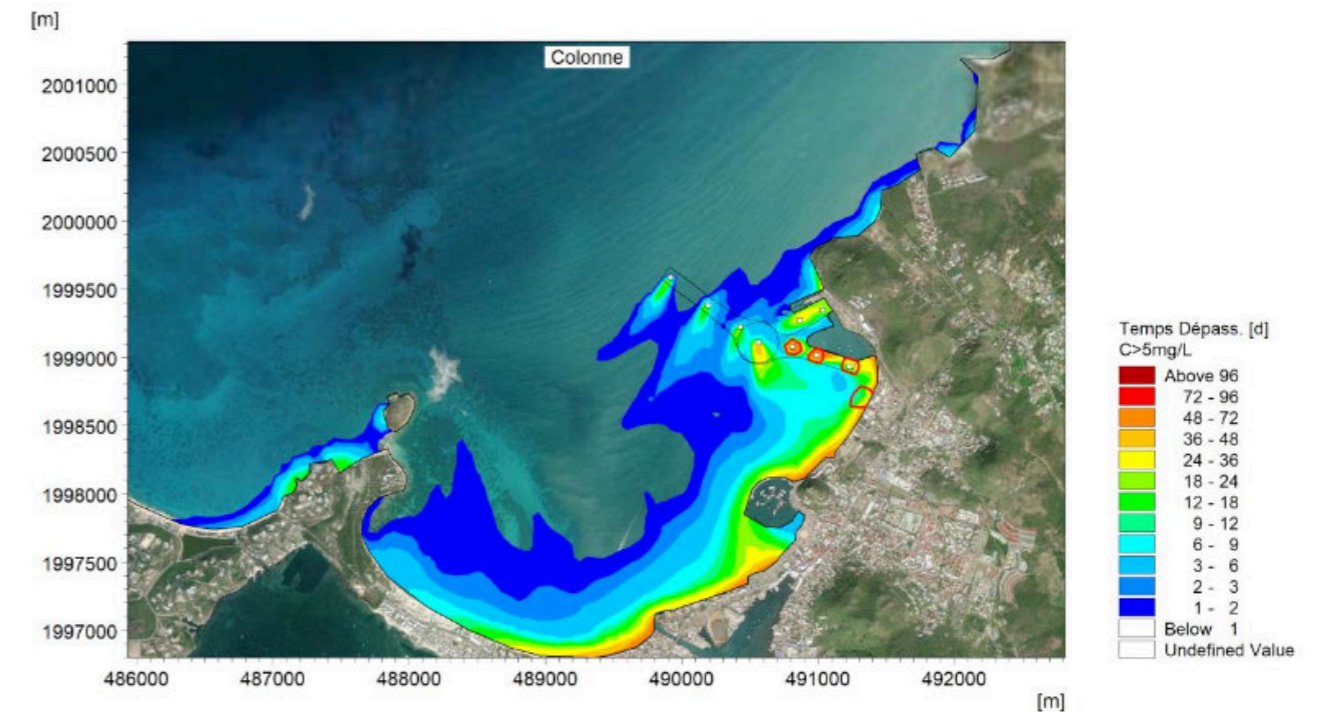 [m]
Colonne
2001000
2000500
2000000
1999500
1999000
1998500
1998000
1997500
1997000
486000 487000 488000 489000 490000 491000 492000
[m]
Temps Dépass. [d]
C>5mg/L
Above 96
72 - 96
48 - 72
36 - 48
24 - 36
18 - 24
12 - 18
9 - 12
6 - 9
3 - 6
2 - 3
1 - 2
Below 1
Undefined Value